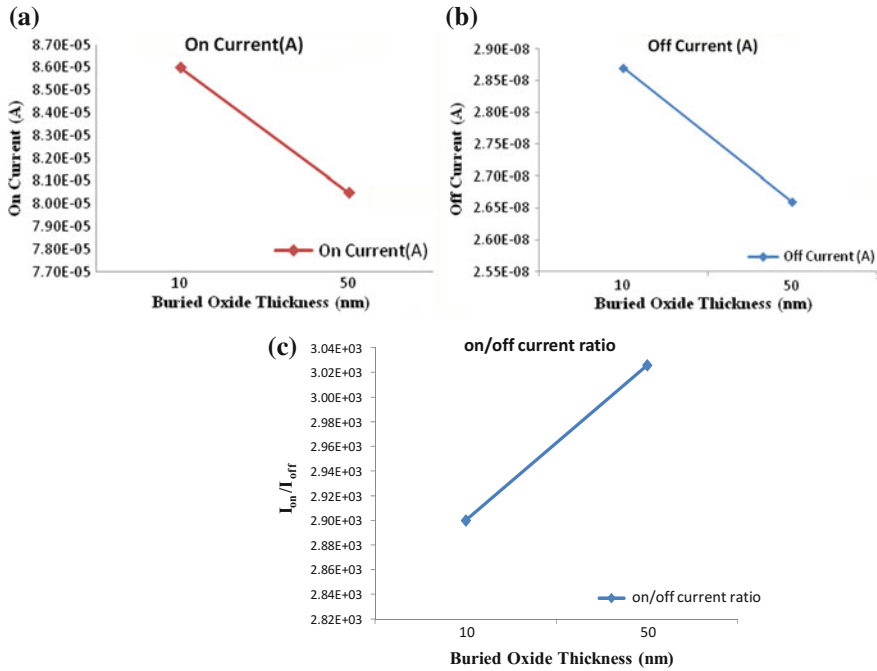 (a)
On Current(A)
8.70E-05
8.60E-05
8.50E-05
8.40E-05
8.30E-05
8.20E-05
8.10E-05
8.00E-05
7.90E-05
7.80E-05
7.70E-05
On Current (A)
On Current(A)
10
50
Buried Oxide Thickness (nm)
(b)
Off Current (A)
2.90E-08
2.85E-08
2.80E-08
2.75E-08
2.70E-08
2.65E-08
2.60E-08
2.55E-08
Off Current (A)
Off Current (A)
10
50
Buried Oxide Thickness (nm)
(c)
on/off current ratio
3.04E+03
3.02E+03
3.00E+03
2.98E+03
2.96E+03
2.94E+03
2.92E+03
2.90E+03
2.88E+03
2.86E+03
2.84E+03
2.82E+03
Ion/Ioff
on/off current ratio
10
50
Buried Oxide Thickness (nm)